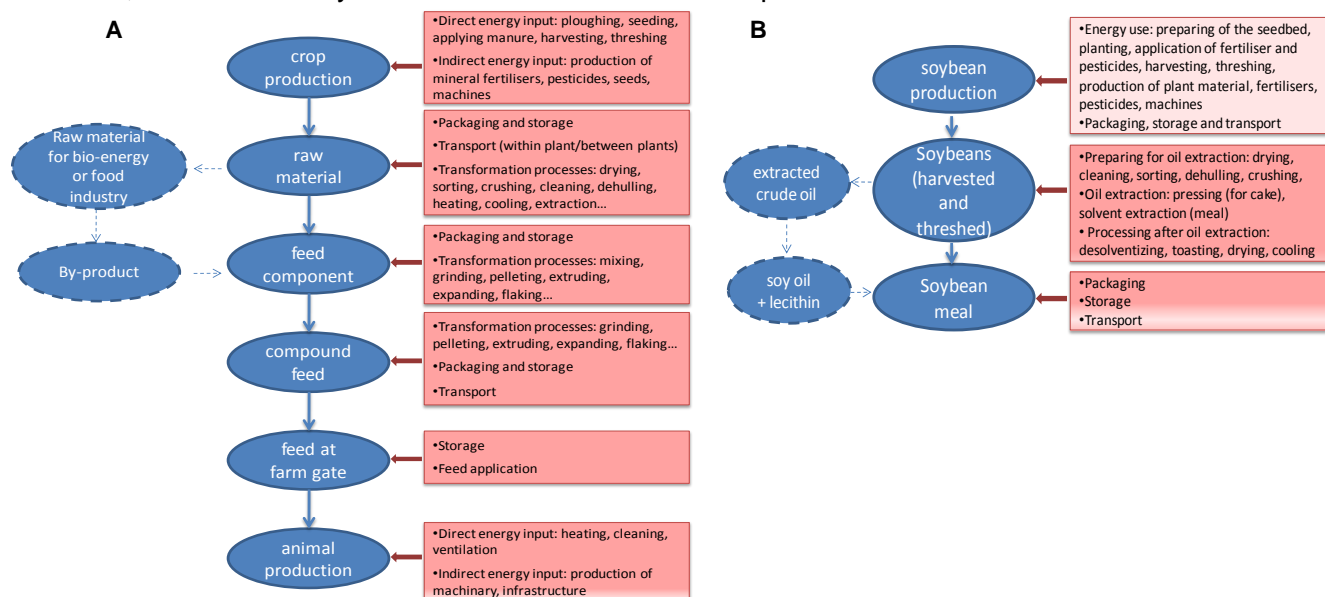 A
crop
production
•Direct energy input: ploughing, seeding,
applying manure, harvesting, threshing
•Indirect energy input: production of
mineral fertilisers, pesticides, seeds,
machines
Raw material
for bio-energy
or food
industry
raw
material
•Packaging and storage
•Transport (within plant/between plants)
•Transformation processes: drying,
sorting, crushing, cleaning, dehulling,
heating, cooling, extraction…
By-product
feed
component
•Packaging and storage
•Transformation processes: mixing,
grinding, pelleting, extruding,
expanding, flaking…
compound
feed
•Transformation processes: grinding,
pelleting, extruding, expanding, flaking…
•Packaging and storage
•Transport
feed at
farm gate
•Storage
•Feed application
animal
production
•Direct energy input: heating, cleaning,
ventilation
•Indirect energy input: production of
machinary, infrastructure
B
soybean
production
•Energy use: preparing of the seedbed,
planting, application of fertiliser and
pesticides, harvesting, threshing,
production of plant material, fertilisers,
pesticides, machines
•Packaging, storage and transport
extracted
crude oil
Soybeans
(harvested
and
threshed)
•Preparing for oil extraction: drying,
cleaning, sorting, dehulling, crushing,
•Oil extraction: pressing (for cake),
solvent extraction (meal)
• Processing after oil extraction:
desolventizing, toasting, drying, cooling
soy oil
+ lecithin
Soybean
meal
•Packaging
•Storage
•Transport